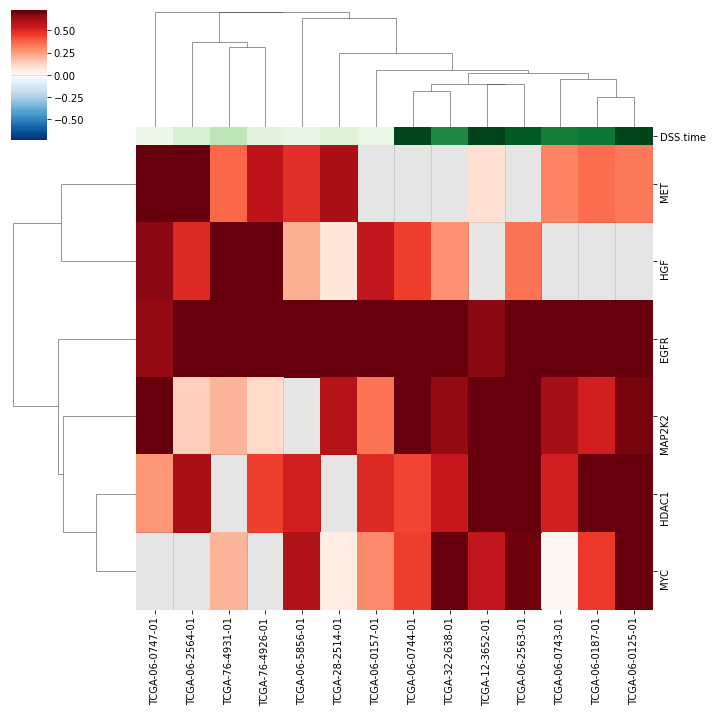 0.50
0.25
0.00
−0.25
−0.50
DSS.time
MET
HGF
EGFR
MAP2K2
HDAC1
MYC
TCGA-06-0747-01
TCGA-06-2564-01
TCGA-76-4931-01
TCGA-76-4926-01
TCGA-06-5856-01
TCGA-28-2514-01
TCGA-06-0157-01
TCGA-06-0744-01
TCGA-32-2638-01
TCGA-12-3652-01
TCGA-06-2563-01
TCGA-06-0743-01
TCGA-06-0187-01
TCGA-06-0125-01